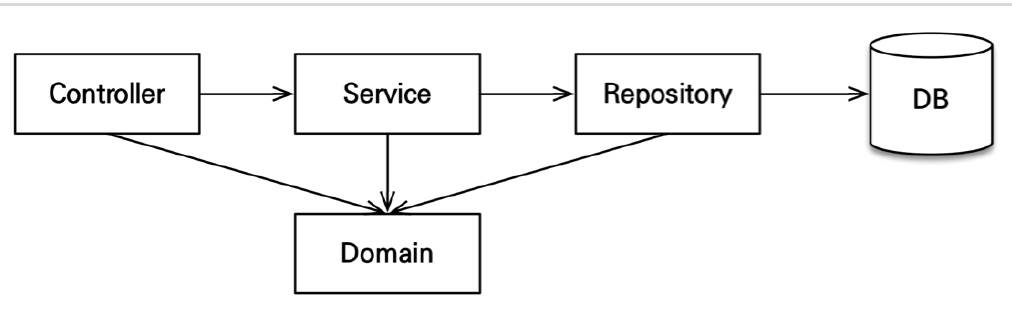 Controller
Service
Repository
DB
Domain